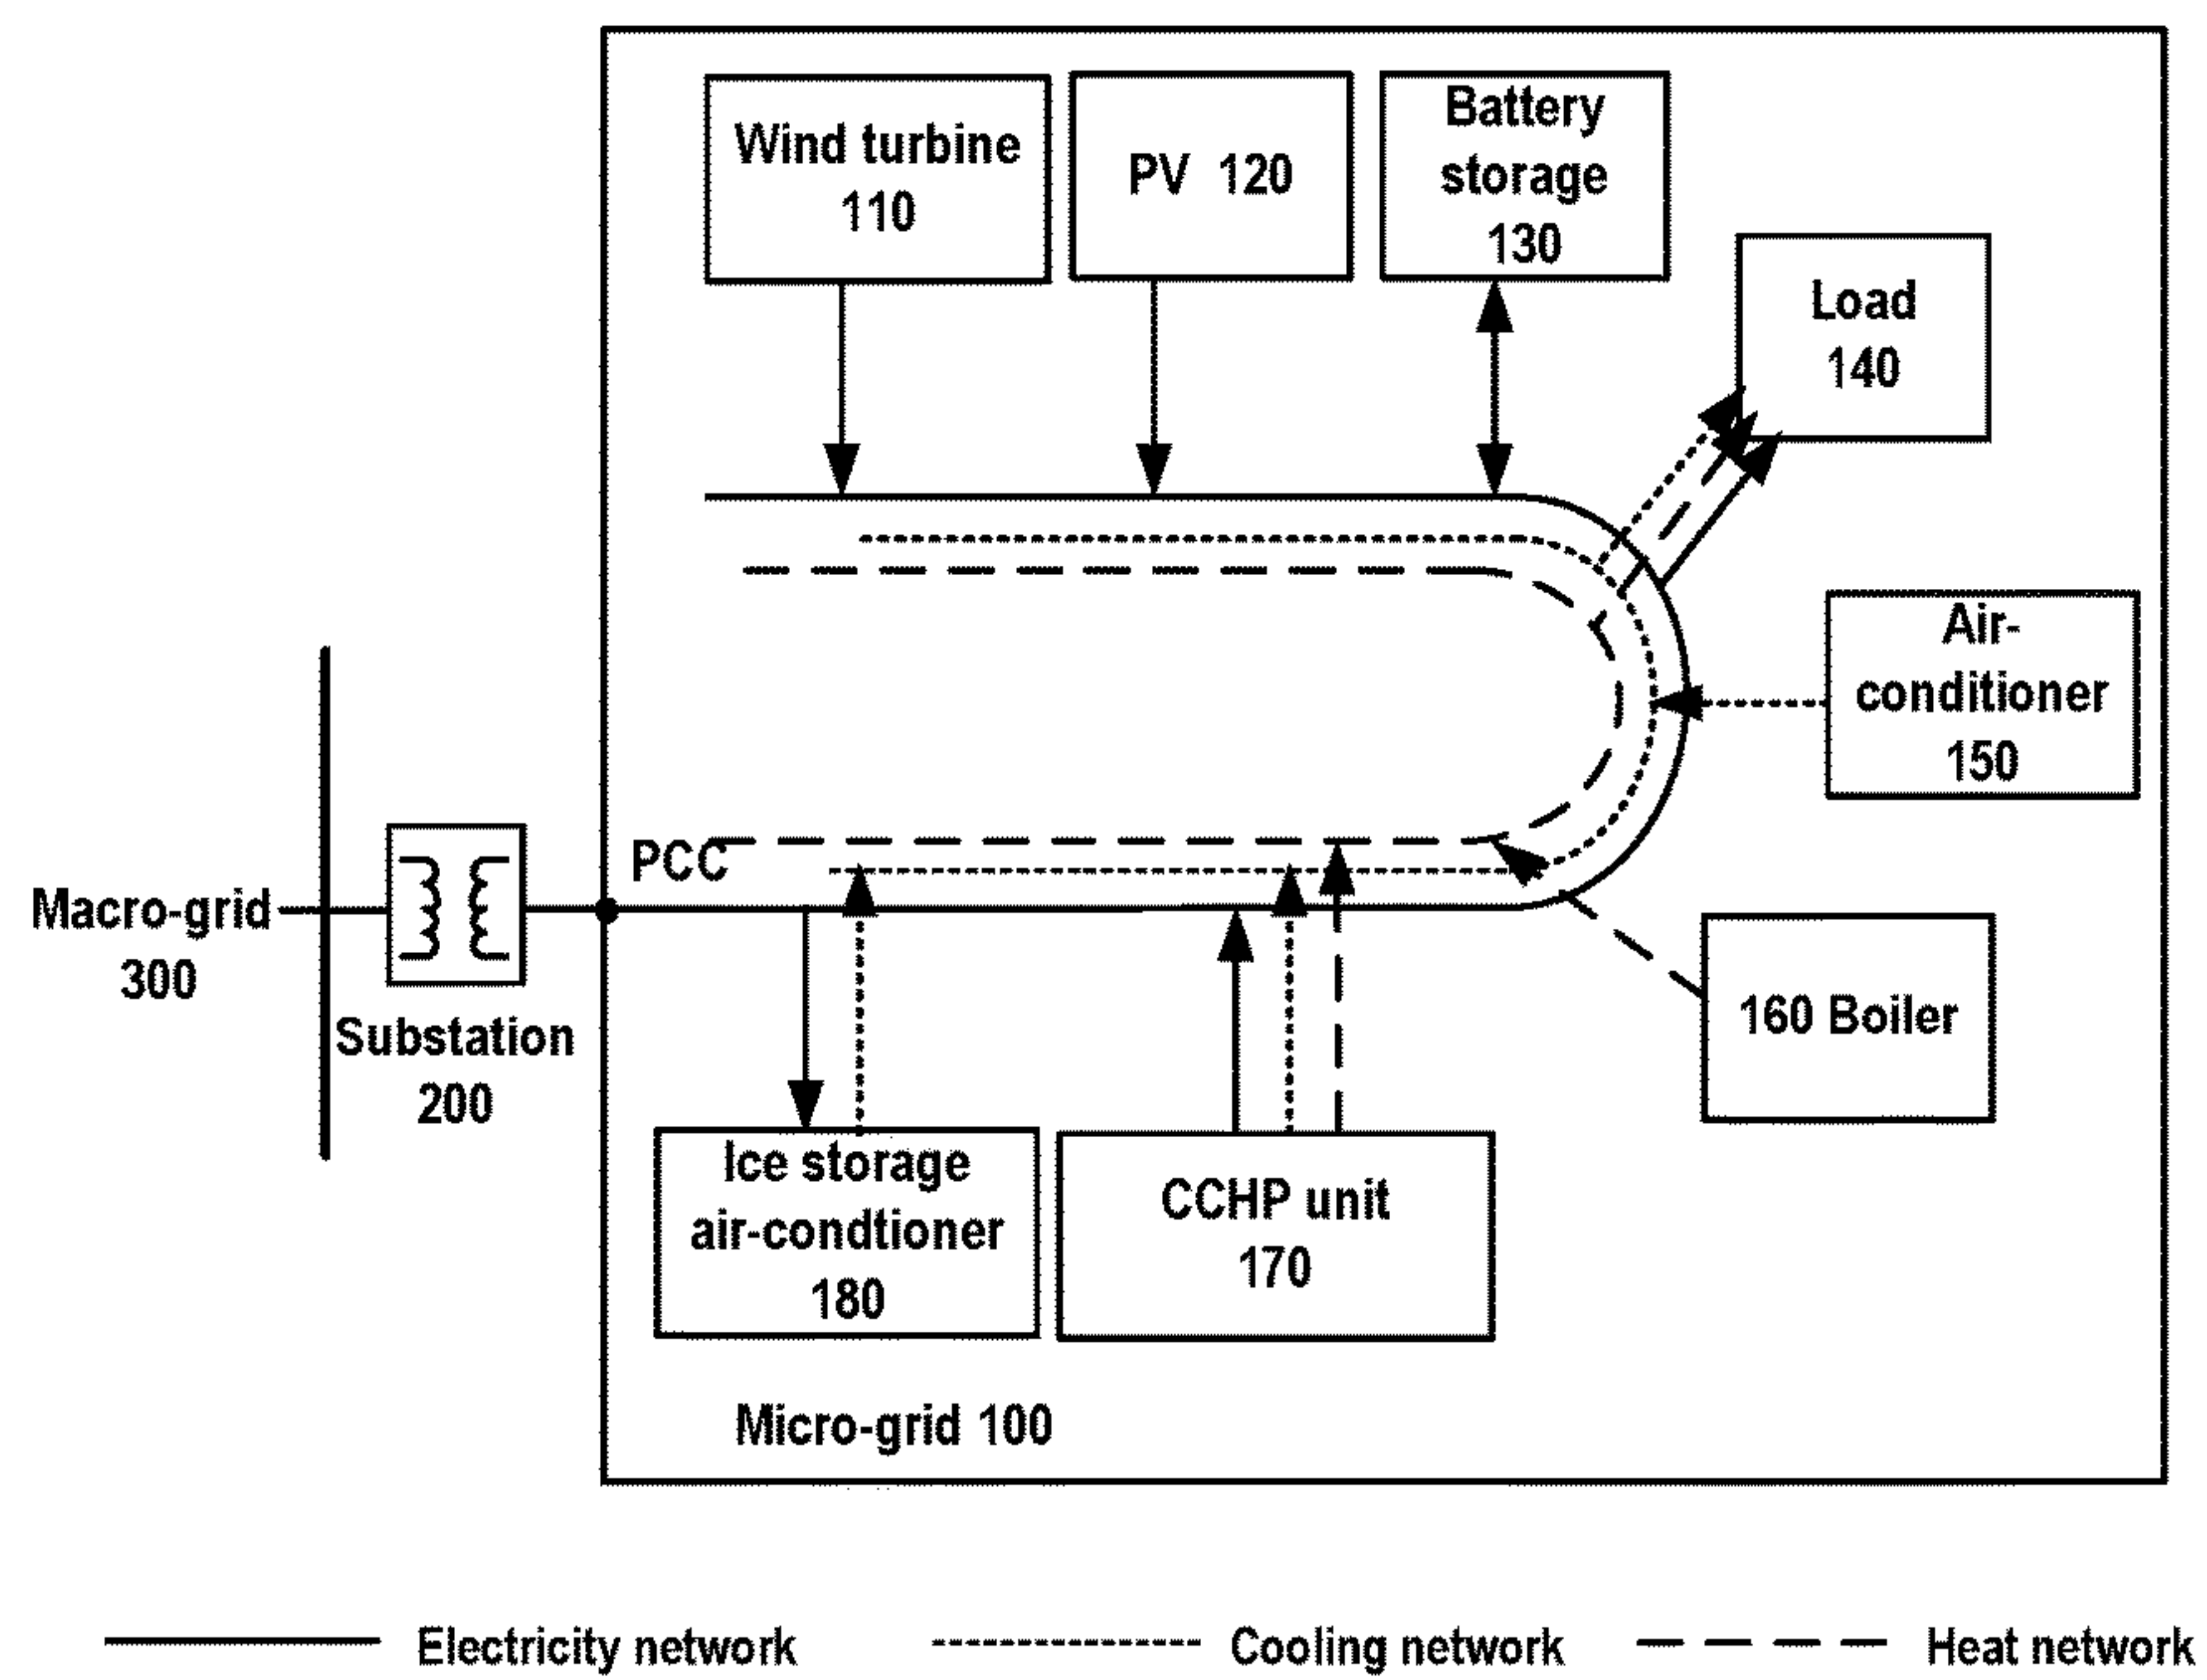 Wind turbine
110
PV 120
Battery
storage
130
Load
140
Air-
conditioner
150
PCC
Macro-grid
300
Substation
200
160 Boiler
Ice storage
air-condtioner
180
CCHP unit
170
Micro-grid 100
Electricity network
Cooling network
Heat network